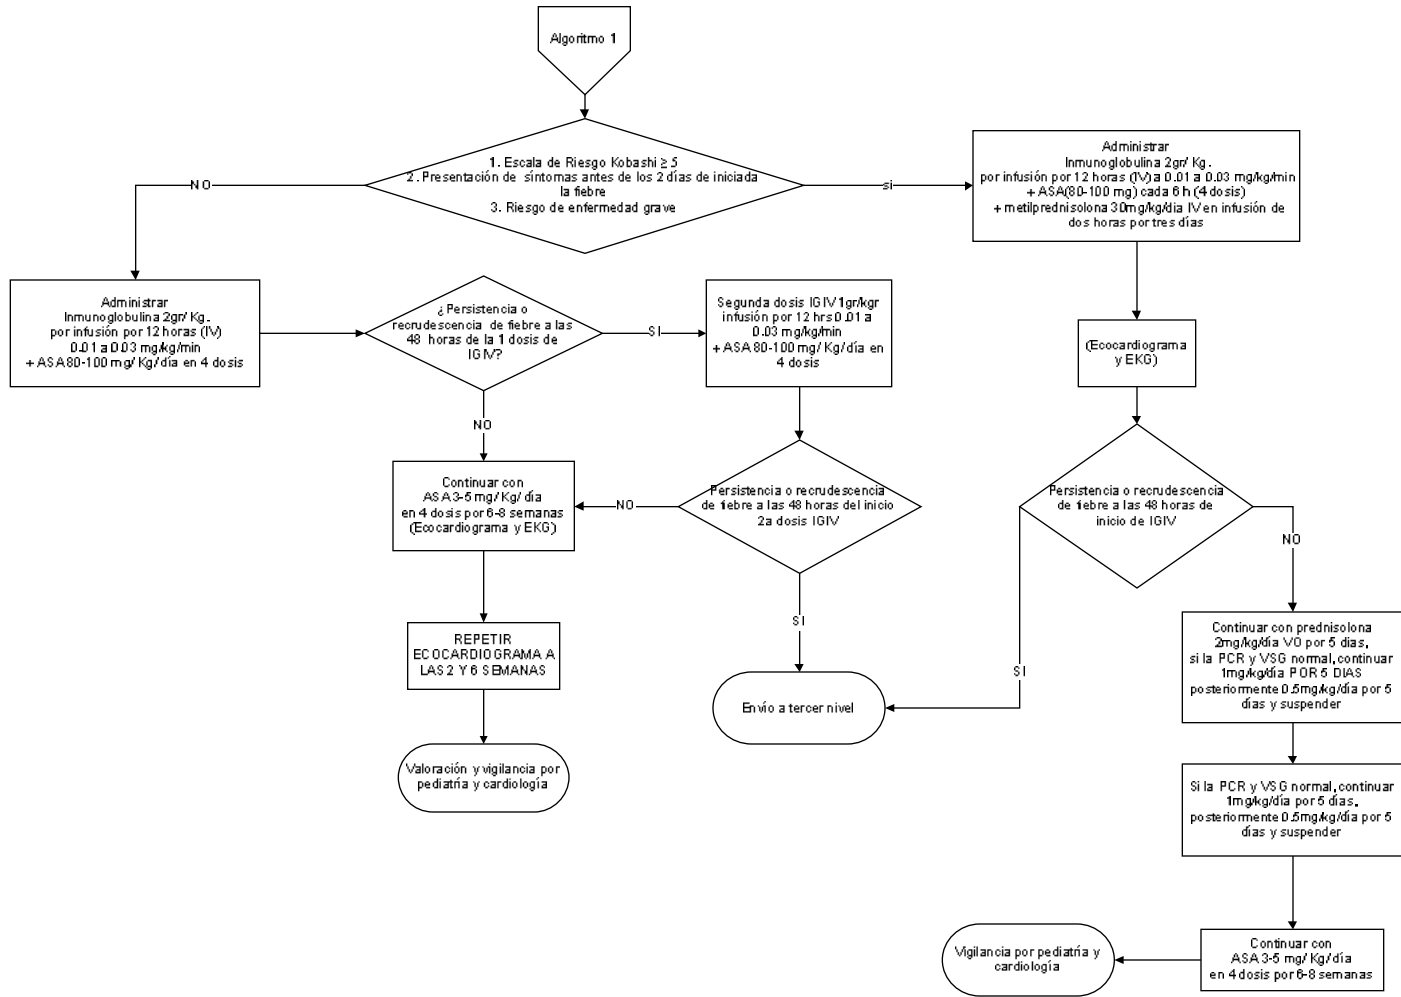 Algoritmo 1
1. Escala de Riesgo Kobashi ≥ 5
2. Presentación de síntomas antes de los 2 días de iniciada
la fiebre
3. Riesgo de enfermedad grave
NO
si
Administrar
Inmunoglobulina 2gr/ Kg.
por infusión por 12 horas (IV) a 0.01 a 0.03 mg/kg/min
+ ASA(80-100 mg) cada 6 h (4 dosis)
+ metilprednisolona 30mg/kg/dia IV en infusión de
dos horas por tres días
Administrar
Inmunoglobulina 2gr/ Kg.
por infusión por 12 horas (IV)
0.01 a 0.03 mg/kg/min
+ ASA 80-100 mg/ Kg/día en 4 dosis
¿Persistencia o
recrudescencia de fiebre a las
48 horas de la 1 dosis de
IGIV?
SI
Segunda dosis IGIV 1gr/kgr
infusión por 12 hrs 0.01 a
0.03 mg/kg/min
+ ASA 80-100 mg/ Kg/día en
4 dosis
(Ecocardiograma
y EKG)
NO
Continuar con
ASA 3-5 mg/ Kg/ día
en 4 dosis por 6-8 semanas
(Ecocardiograma y EKG)
NO
Persistencia o recrudescencia
de fiebre a las 48 horas del inicio
2a dosis IGIV
Persistencia o recrudescencia
de fiebre a las 48 horas de
inicio de IGIV
NO
SI
SI
REPETIR
ECOCARDIOGRAMA A
LAS 2 Y 6 SEMANAS
Continuar con prednisolona
2mg/kg/día VO por 5 dias,
si la PCR y VSG normal, continuar
1mg/kg/día POR 5 DIAS
posteriormente 0.5mg/kg/día por 5
días y suspender
Envío a tercer nivel
Valoración y vigilancia por
pediatría y cardiología
Si la PCR y VSG normal, continuar
1mg/kg/día por 5 días,
posteriormente 0.5mg/kg/día por 5
días y suspender
Vigilancia por pediatría y
cardiología
Continuar con
ASA 3-5 mg/ Kg/día
en 4 dosis por 6-8 semanas